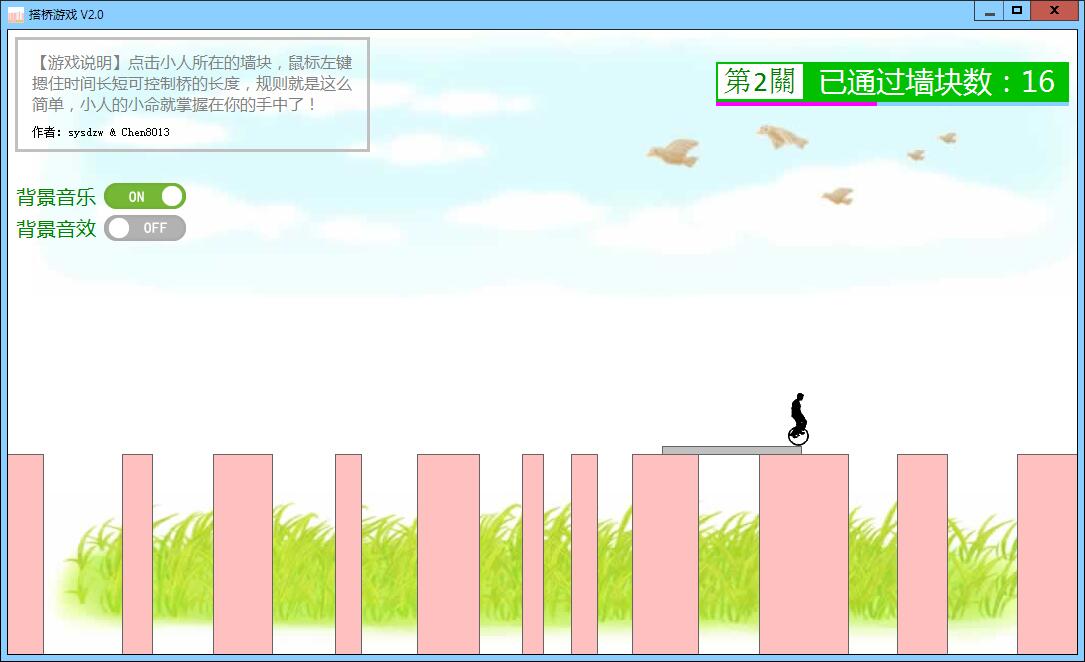 搭桥游戏 V2.0
【游戏说明】点击小人所在的墙块，鼠标左键
摁住时间长短可控制桥的长度，规则就是这么
简单，小人的小命就掌握在你的手中了！
作者：sysdzw & Chen8013
第2關 已通过墙块数：16
背景音乐 ON
背景音效 OFF